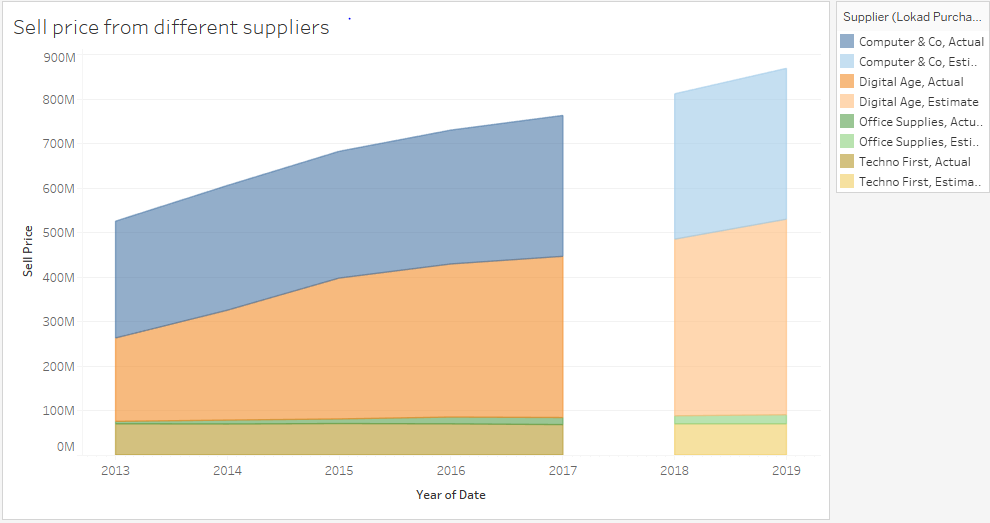 Sell price from different suppliers
Supplier (Lokad Purcha...
Computer & Co, Actual
Computer & Co, Esti..
Digital Age, Actual
Digital Age, Estimate
Office Supplies, Actu..
Office Supplies, Esti..
Techno First, Actual
Techno First, Estima..
900M
800M
700M
600M
500M
400M
300M
200M
100M
0M
Sell Price
2013 2014 2015 2016 2017 2018 2019
Year of Date